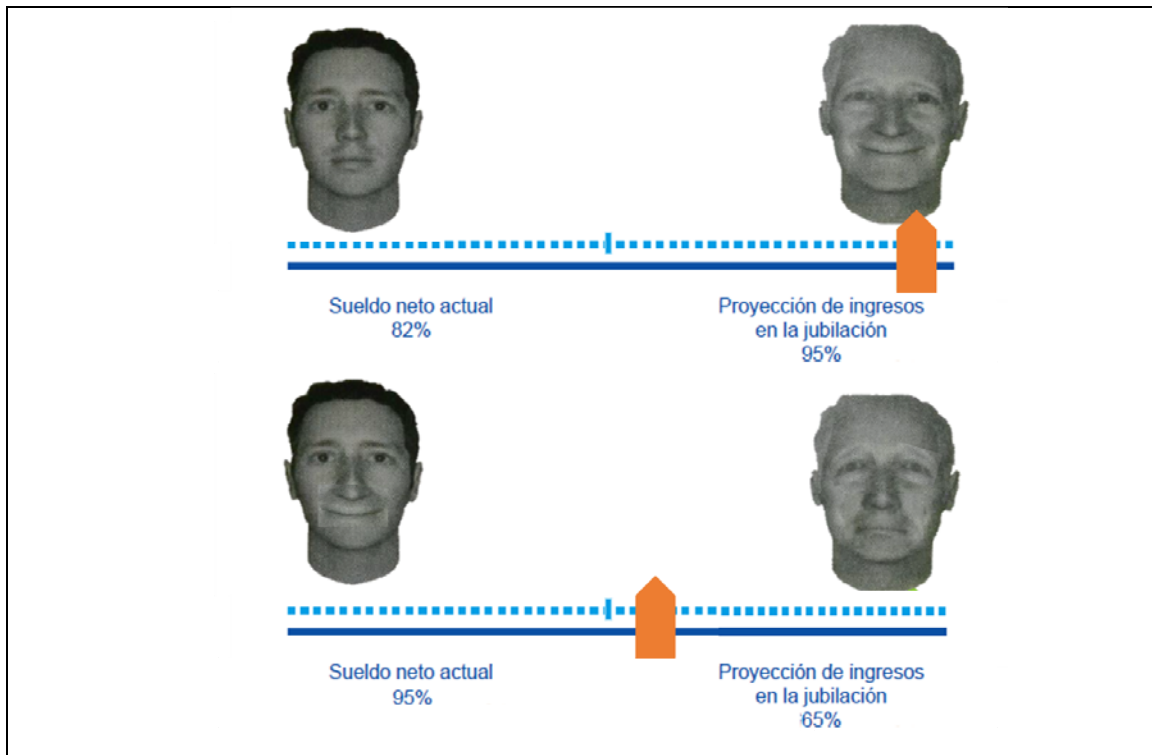 Sueldo neto actual
82%
Proyección de ingresos
en la jubilación
95%
Sueldo neto actual
95%
Proyección de ingresos
en la jubilación
65%